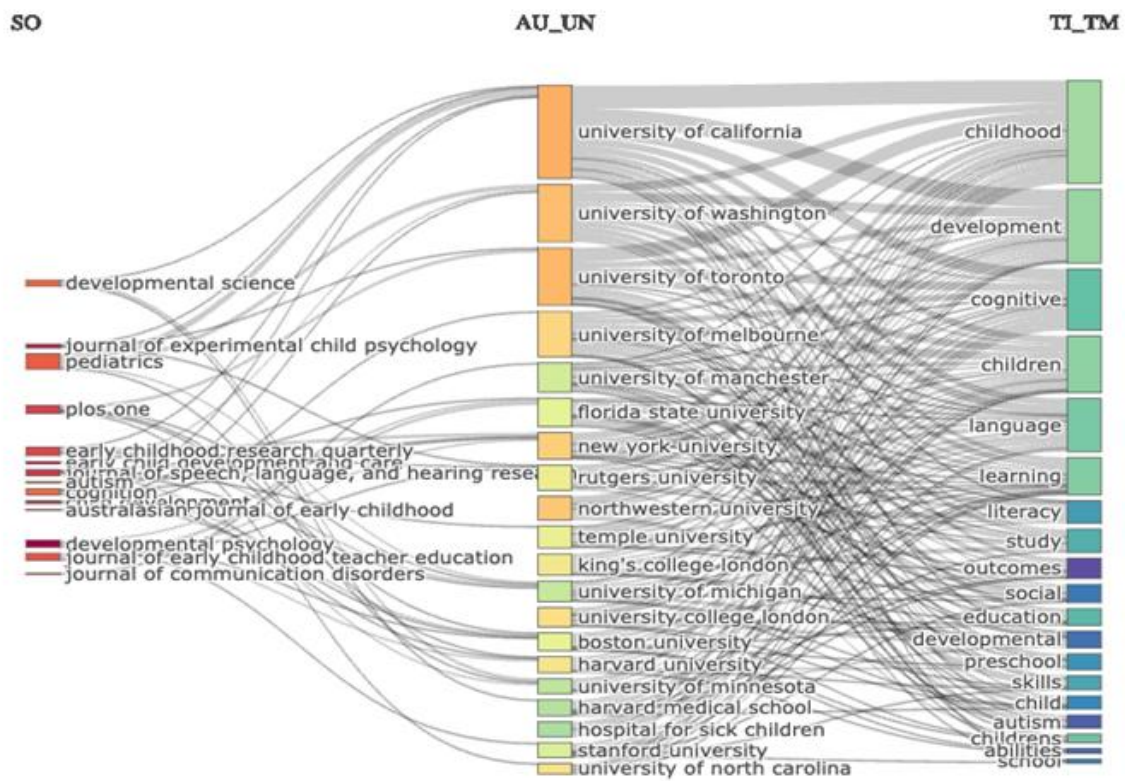 SO
AU_UN
TI_TM
developmental science
journal of experimental child psychology
pediatrics
plos one
early childhood research quarterly
early child development and care
journal of speech, language, and hearing resea
autism
cognition
development
australasian journal of early childhood
developmental psychology
journal of early childhood teacher education
journal of communication disorders
university of california
university of washington
university of toronto
university of melbourne
university of manchester
florida state university
new york university
rutgers university
northwestern university
temple university
king's college london
university of michigan
university college london
boston university
harvard university
university of minnesota
harvard medical school
hospital for sick children
stanford university
university of north carolina
childhood
development
cognitive
children
language
learning
literacy
study
outcomes
social
education
developmental
preschool
skills
child
autism
childrens
abilities
school